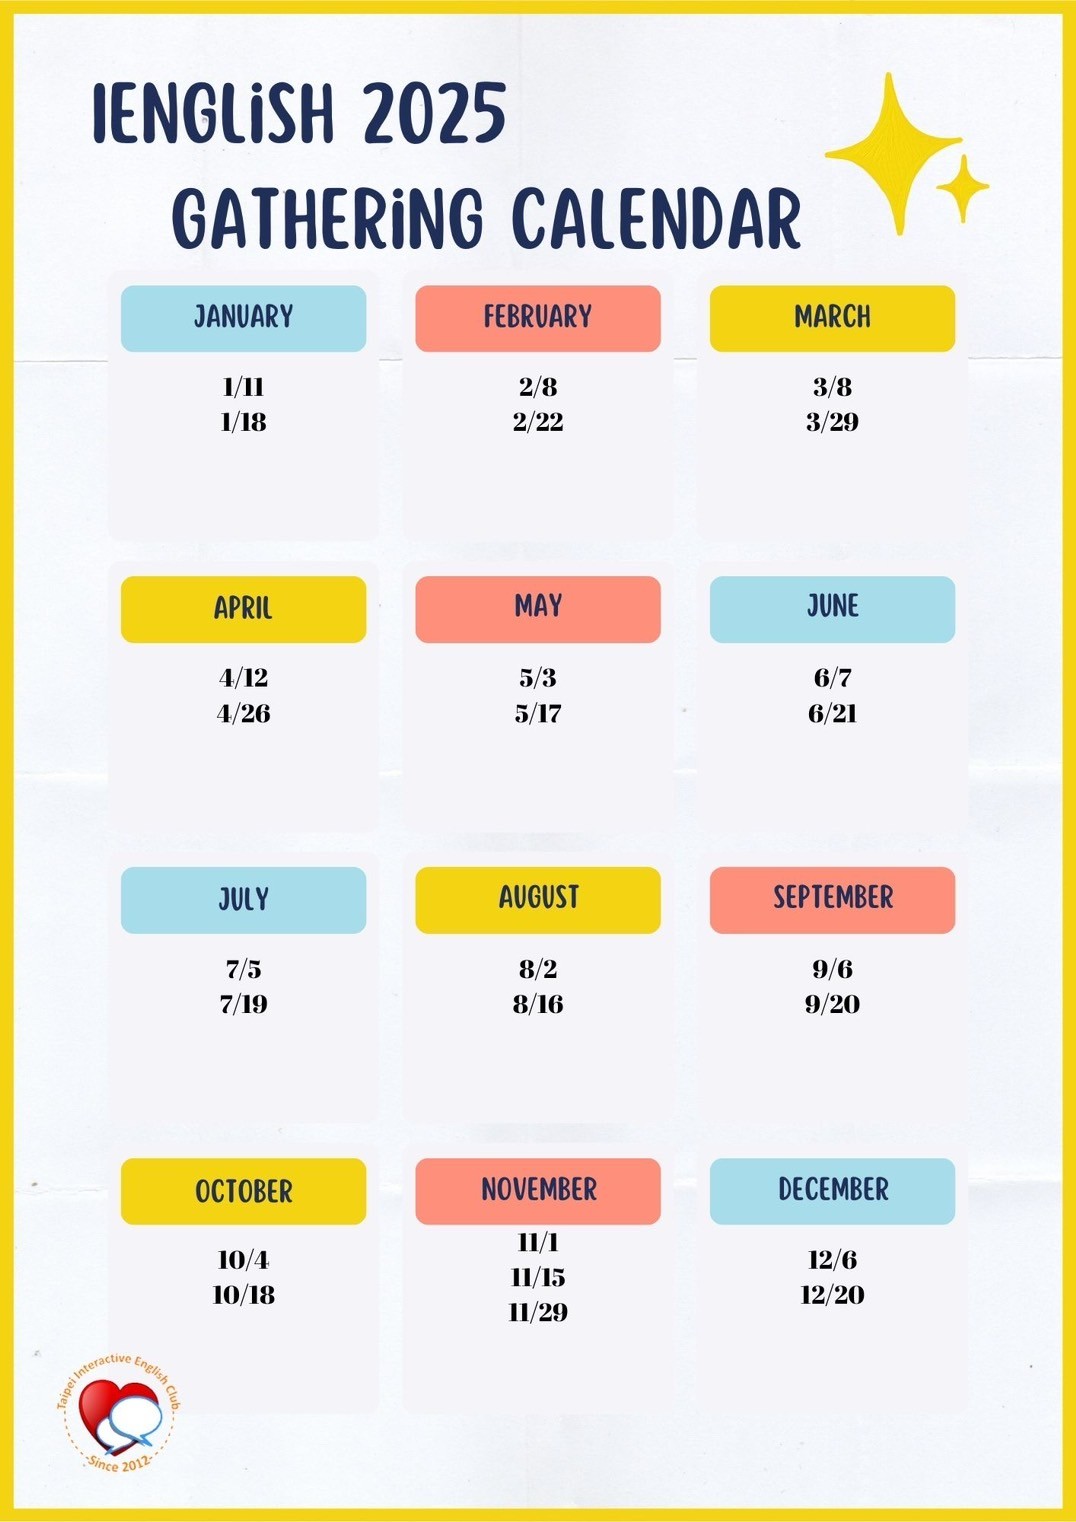 IENGLiSH 2025
GATHERiNG CALENDAR
JANUARY
1/11
1/18
FEBRUARY
2/8
2/22
MARCH
3/8
3/29
APRIL
4/12
4/26
MAY
5/3
5/17
JUNE
6/7
6/21
JULY
7/5
7/19
AUGUST
8/2
8/16
SEPTEMBER
9/6
9/20
OCTOBER
10/4
10/18
NOVEMBER
11/1
11/15
11/29
DECEMBER
12/6
12/20
Taipei Interactive English Club
Since 2012